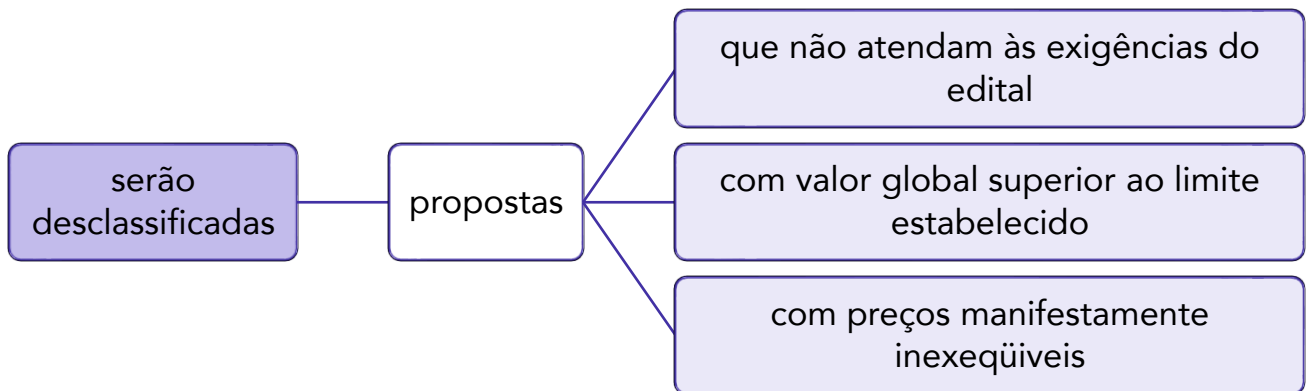 serão
desclassificadas
propostas
que não atendam às exigências do
edital
com valor global superior ao limite
estabelecido
com preços manifestamente
inexeqüiveis